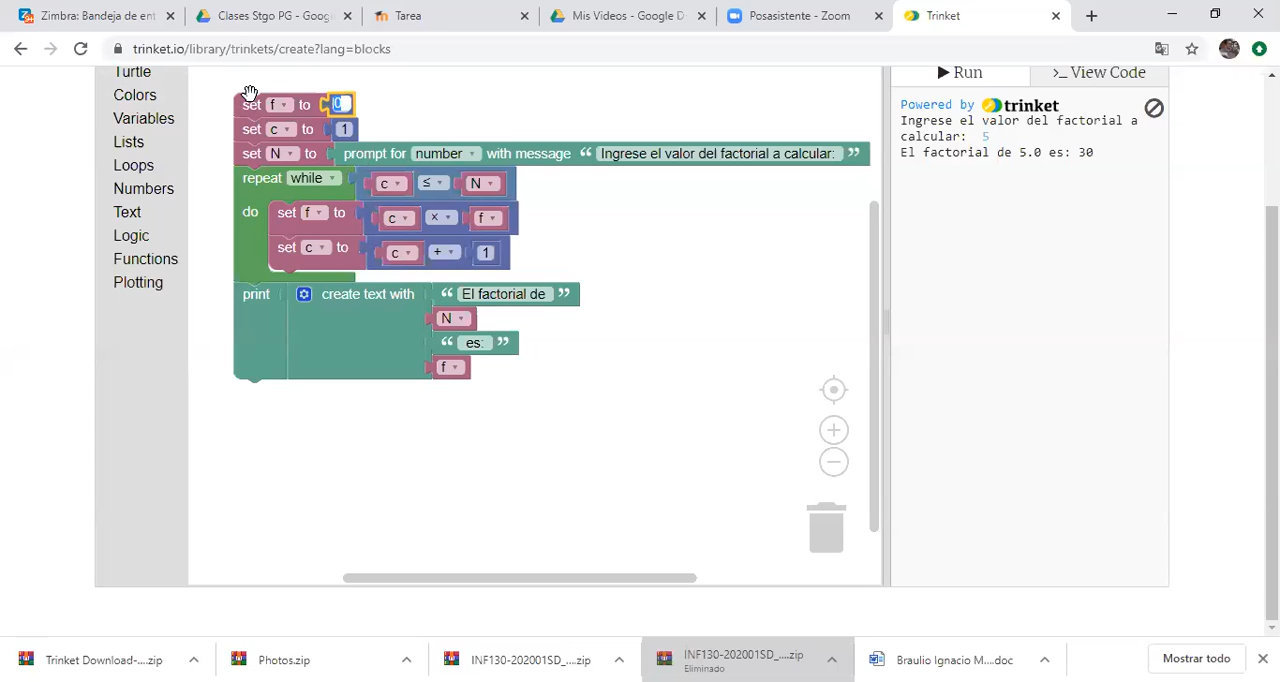 Zimbra: Bandeja de ent
Clases Stgo PG - Goog
Tarea
Mis Videos - Google D
Posasistente - Zoom
Trinket
trinket.io/library/trinkets/create?lang=blocks
Turtle
Colors
Variables
Lists
Loops
Numbers
Text
Logic
Functions
Plotting
set f to 0
set c to 1
set N to prompt for number with message “ Ingrese el valor del factorial a calcular: ”
repeat while c ≤ N
do set f to c × f
set c to c + 1
print create text with “ El factorial de ”
N
“ es: ”
f
Run
View Code
Powered by trinket
Ingrese el valor del factorial a
calcular: 5
El factorial de 5.0 es: 30
Trinket Download-....zip
Photos.zip
INF130-202001SD_....zip
INF130-202001SD_....zip
Eliminado
Braulio Ignacio M....doc
Mostrar todo